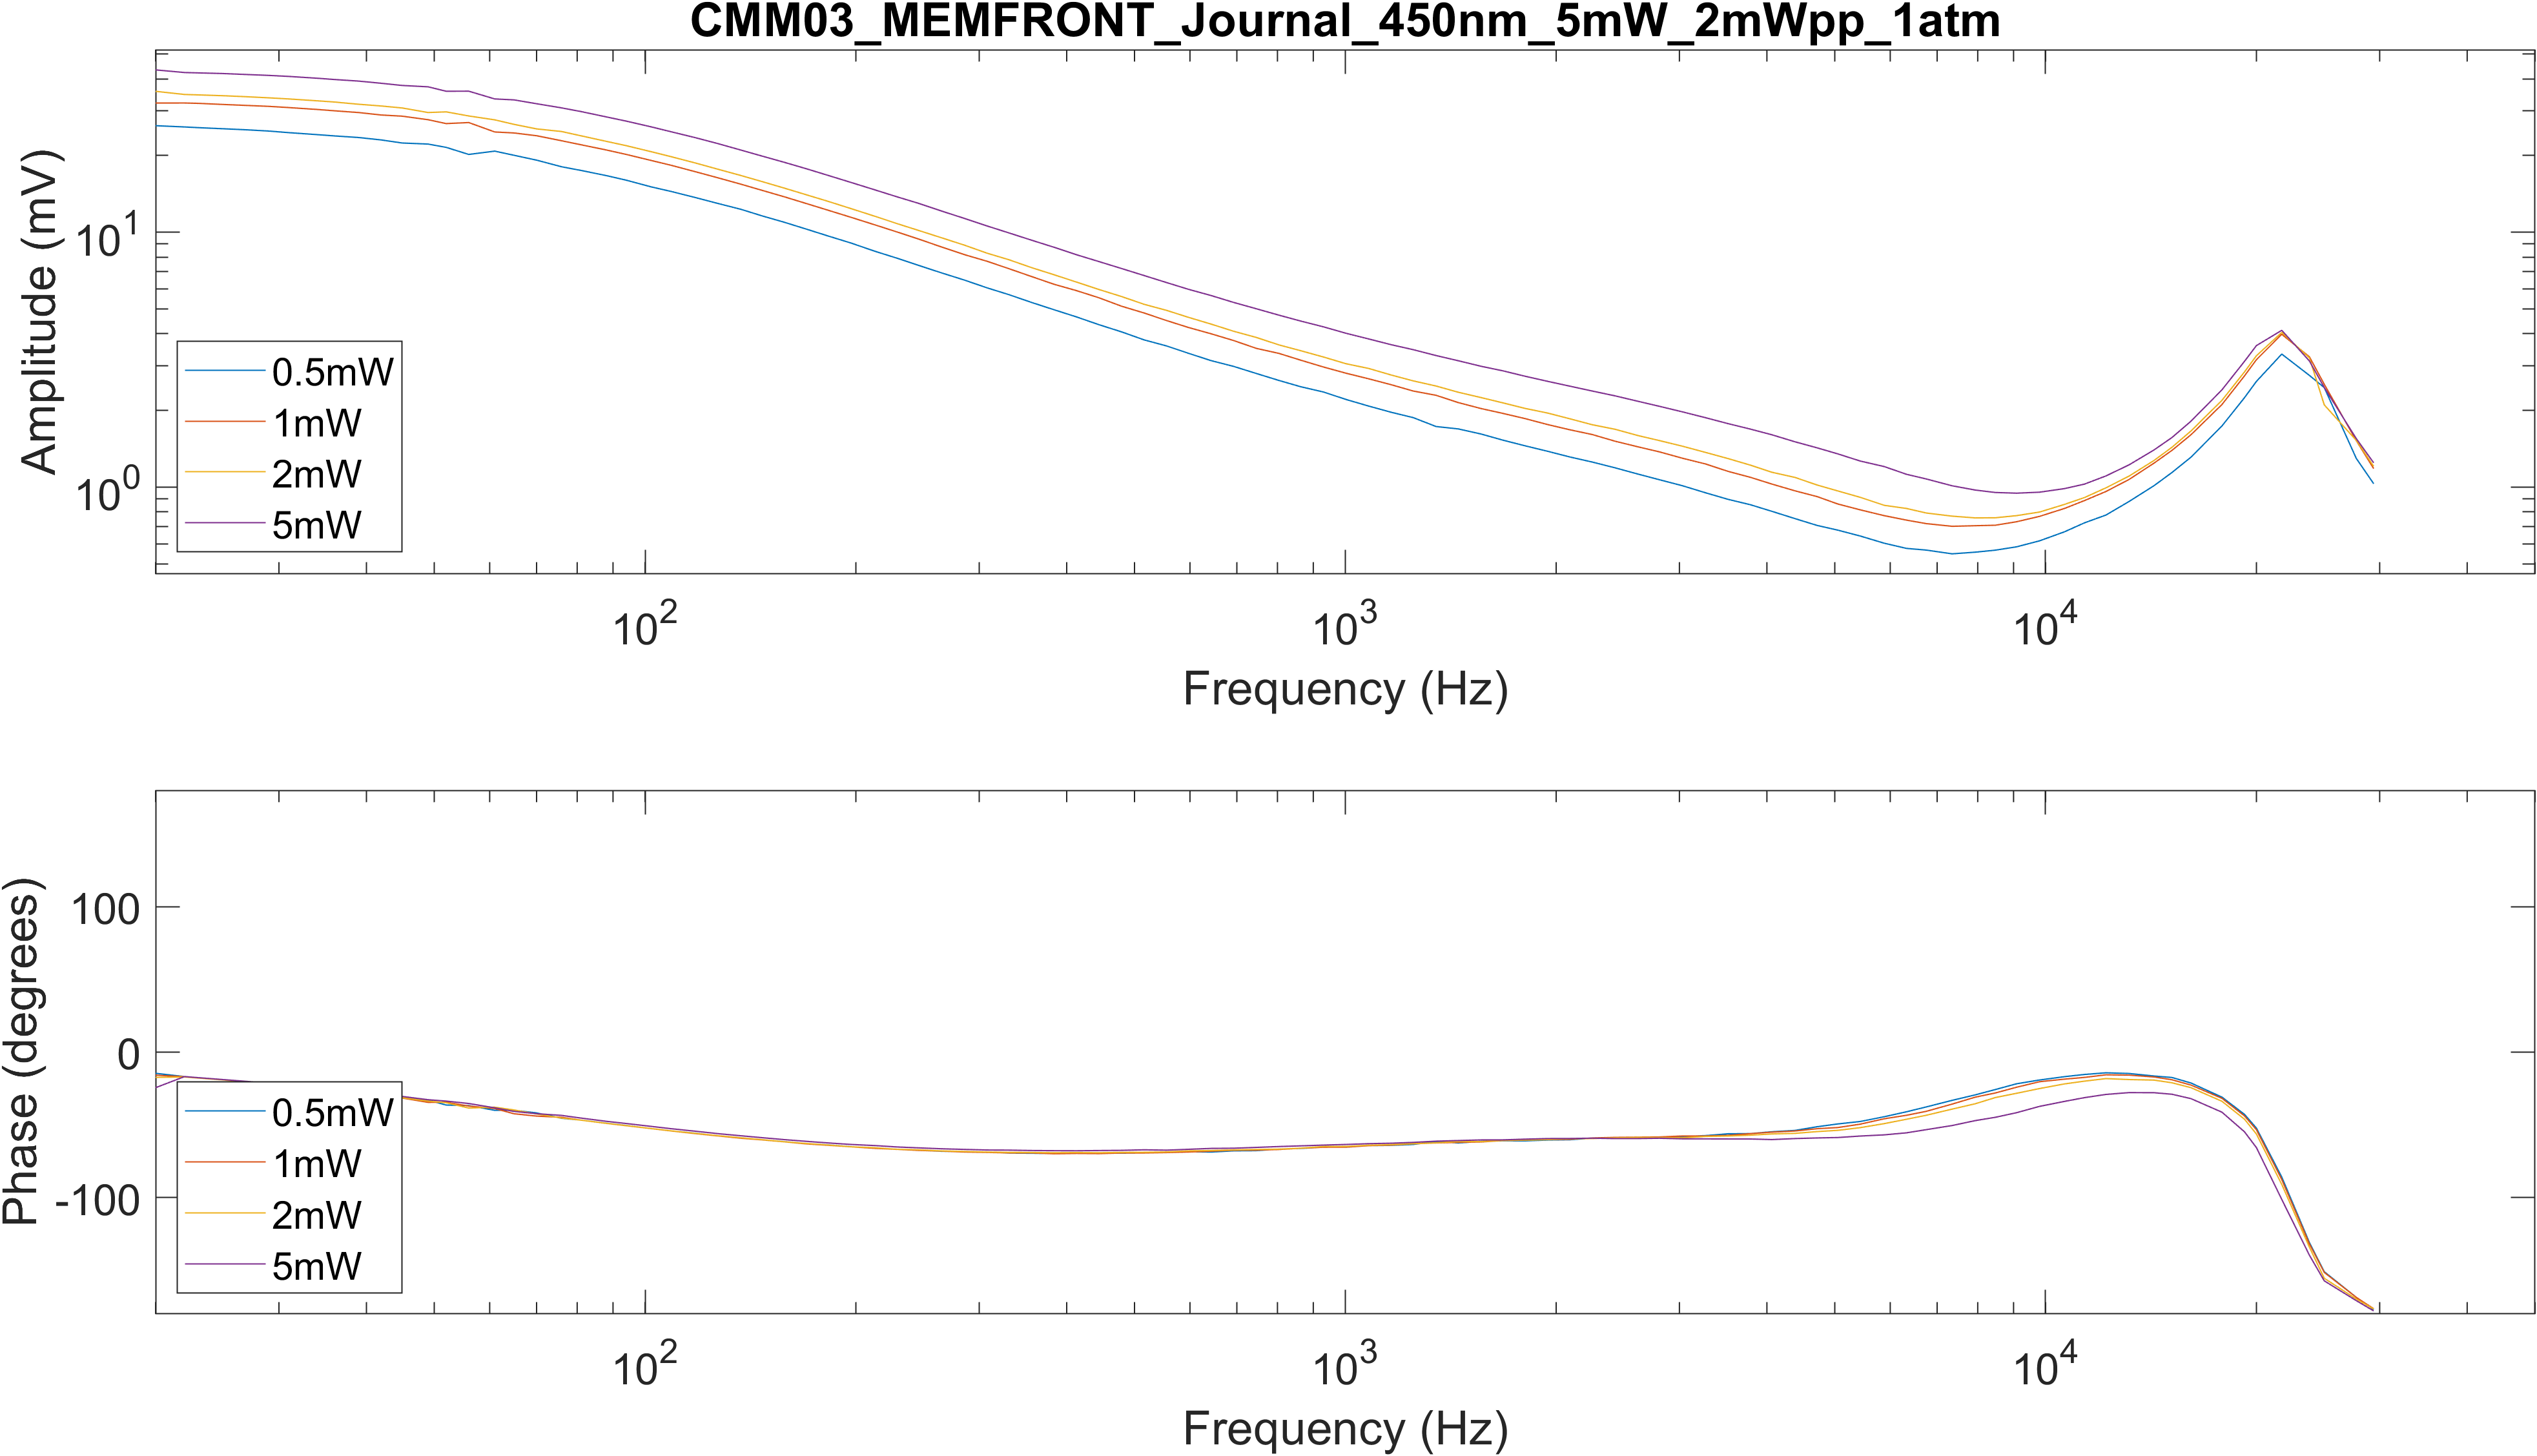 CMM03_MEMFRONT_Journal_450nm_5mW_2mWpp_1atm
Amplitude (mV)
10^1
10^0
0.5mW
1mW
2mW
5mW
10^2 10^3 10^4
Frequency (Hz)
Phase (degrees)
100
0
-100
0.5mW
1mW
2mW
5mW
10^2 10^3 10^4
Frequency (Hz)